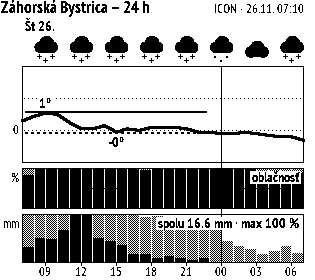 Záhorská Bystrica – 24 h ICON · 26.11. 07:10
Št 26.
1°
0
-0°
% oblačnosť
mm spolu 16.6 mm · max 100 %
09 12 15 18 21 00 03 06